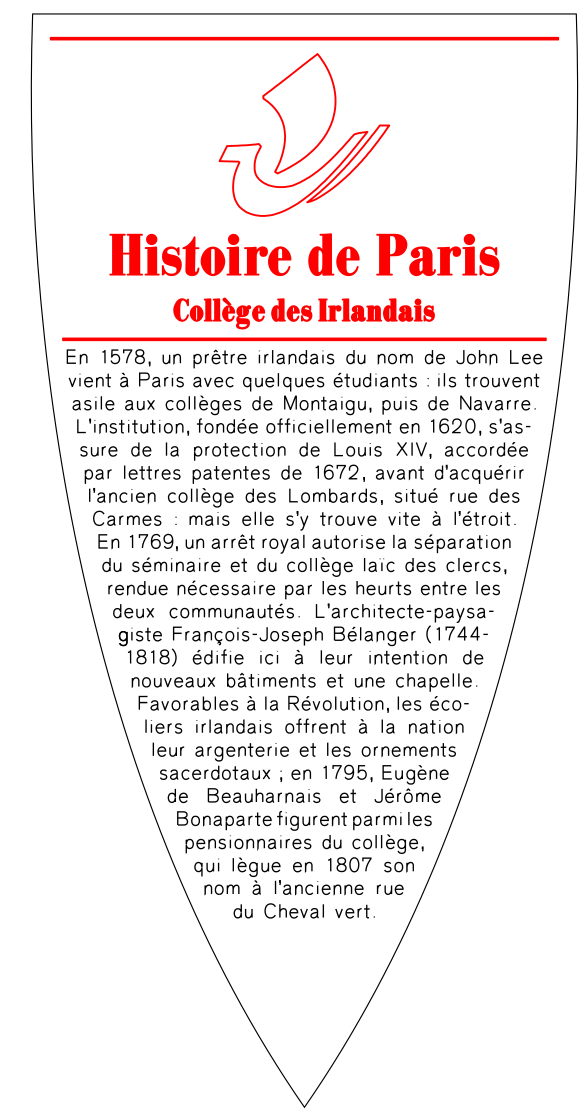 Histoire de Paris
Collège des Irlandais
En 1578, un prêtre irlandais du nom de John Lee
vient à Paris avec quelques étudiants : ils trouvent
asile aux collèges de Montaigu, puis de Navarre.
L'institution, fondée officiellement en 1620, s'as-
sure de la protection de Louis XIV, accordée
par lettres patentes de 1672, avant d'acquérir
l'ancien collège des Lombards, situé rue des
Carmes : mais elle s'y trouve vite à l'étroit.
En 1769, un arrêt royal autorise la séparation
du séminaire et du collège laïc des clercs,
rendue nécessaire par les heurts entre les
deux communautés. L'architecte-paysa-
giste François-Joseph Bélanger (1744-
1818) édifie ici à leur intention de
nouveaux bâtiments et une chapelle.
Favorables à la Révolution, les éco-
liers irlandais offrent à la nation
leur argenterie et les ornements
sacerdotaux ; en 1795, Eugène
de Beauharnais et Jérôme
Bonaparte figurent parmi les
pensionnaires du collège,
qui lègue en 1807 son
nom à l'ancienne rue
du Cheval vert.